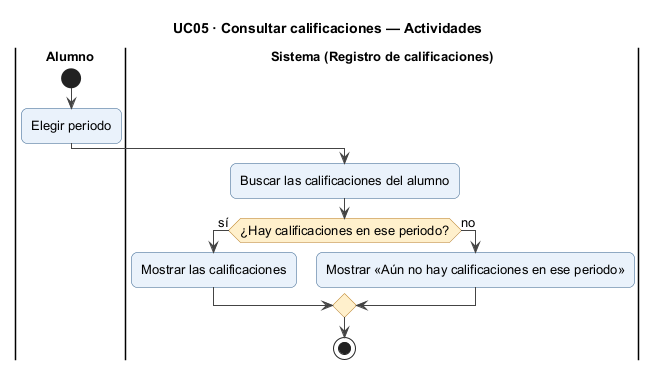 UC05 · Consultar calificaciones — Actividades
Alumno
Sistema (Registro de calificaciones)
Elegir periodo
Buscar las calificaciones del alumno
sí
¿Hay calificaciones en ese periodo?
no
Mostrar las calificaciones
Mostrar «Aún no hay calificaciones en ese periodo»